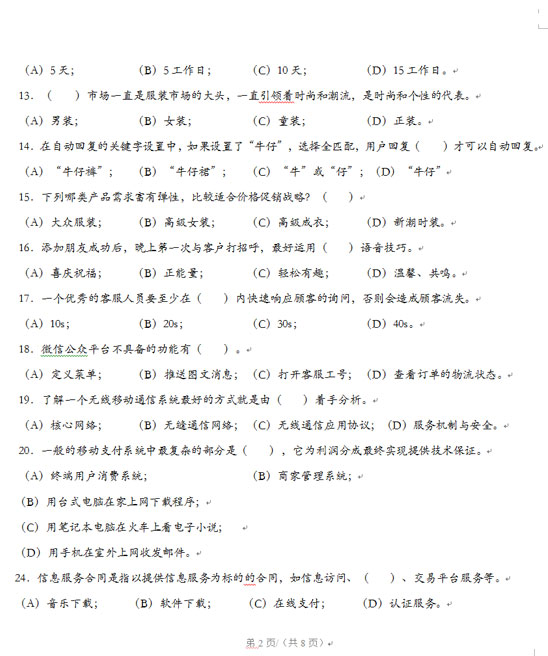 （A）5天； （B）5工作日； （C）10天； （D）15工作日。
13．（ ）市场一直是服装市场的大头，一直引领着时尚和潮流，是时尚和个性的代表。
（A）男装； （B）女装； （C）童装； （D）正装。
14．在自动回复的关键字设置中，如果设置了“牛仔”，选择全匹配，用户回复（ ）才可以自动回复。
（A）“牛仔裤”； （B）“牛仔裙”； （C）“牛”或“仔”； （D）“牛仔”
15．下列哪类产品需求富有弹性，比较适合价格促销战略？（ ）
（A）大众服装； （B）高级女装； （C）高级成衣； （D）新潮时装。
16．添加朋友成功后，晚上第一次与客户打招呼，最好运用（ ）语音技巧。
（A）喜庆祝福； （B）正能量； （C）轻松有趣； （D）温馨、共鸣。
17．一个优秀的客服人员要至少在（ ）内快速响应顾客的询问，否则会造成顾客流失。
（A）10s； （B）20s； （C）30s； （D）40s。
18．微信公众平台不具备的功能有（ ）。
（A）定义菜单； （B）推送图文消息； （C）打开客服工号； （D）查看订单的物流状态。
19．了解一个无线移动通信系统最好的方式就是由（ ）着手分析。
（A）核心网络； （B）无缝通信网络； （C）无线通信应用协议； （D）服务机制与安全。
20．一般的移动支付系统中最复杂的部分是（ ），它为利润分成最终实现提供技术保证。
（A）终端用户消费系统； （B）商家管理系统；
（B）用台式电脑在家上网下载程序；
（C）用笔记本电脑在火车上看电子小说；
（D）用手机在室外上网收发邮件。
24．信息服务合同是指以提供信息服务为标的的合同，如信息访问、（ ）、交易平台服务等。
（A）音乐下载； （B）软件下载； （C）在线支付； （D）认证服务。
第2页/（共8页）